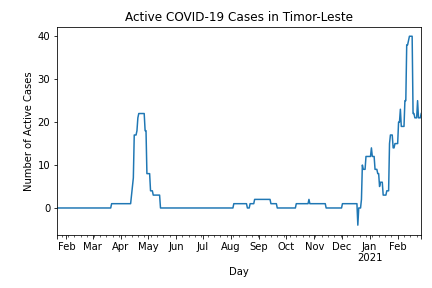 Active COVID-19 Cases in Timor-Leste
Number of Active Cases
40
30
20
10
0
Feb Mar Apr May Jun Jul Aug Sep Oct Nov Dec Jan Feb
2021
Day